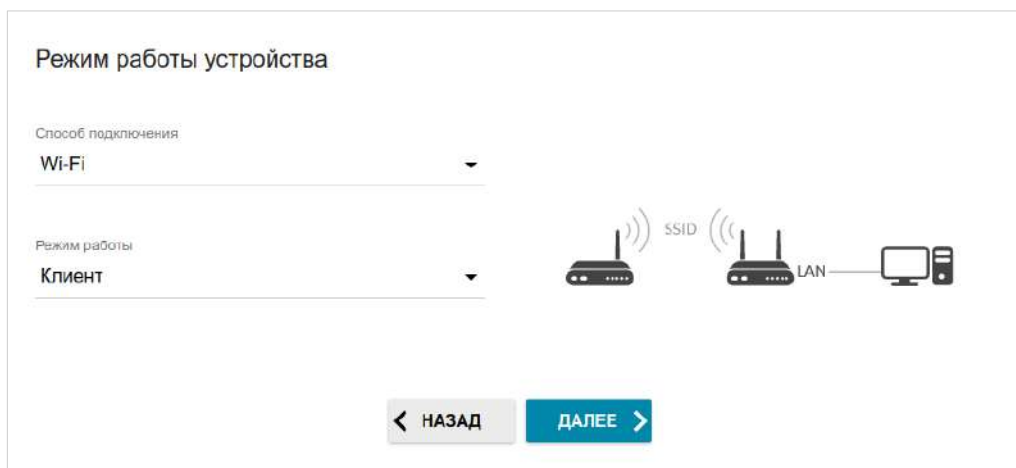 Режим работы устройства
Способ подключения
Wi-Fi
Режим работы
Клиент
SSID
LAN
НАЗАД
ДАЛЕЕ